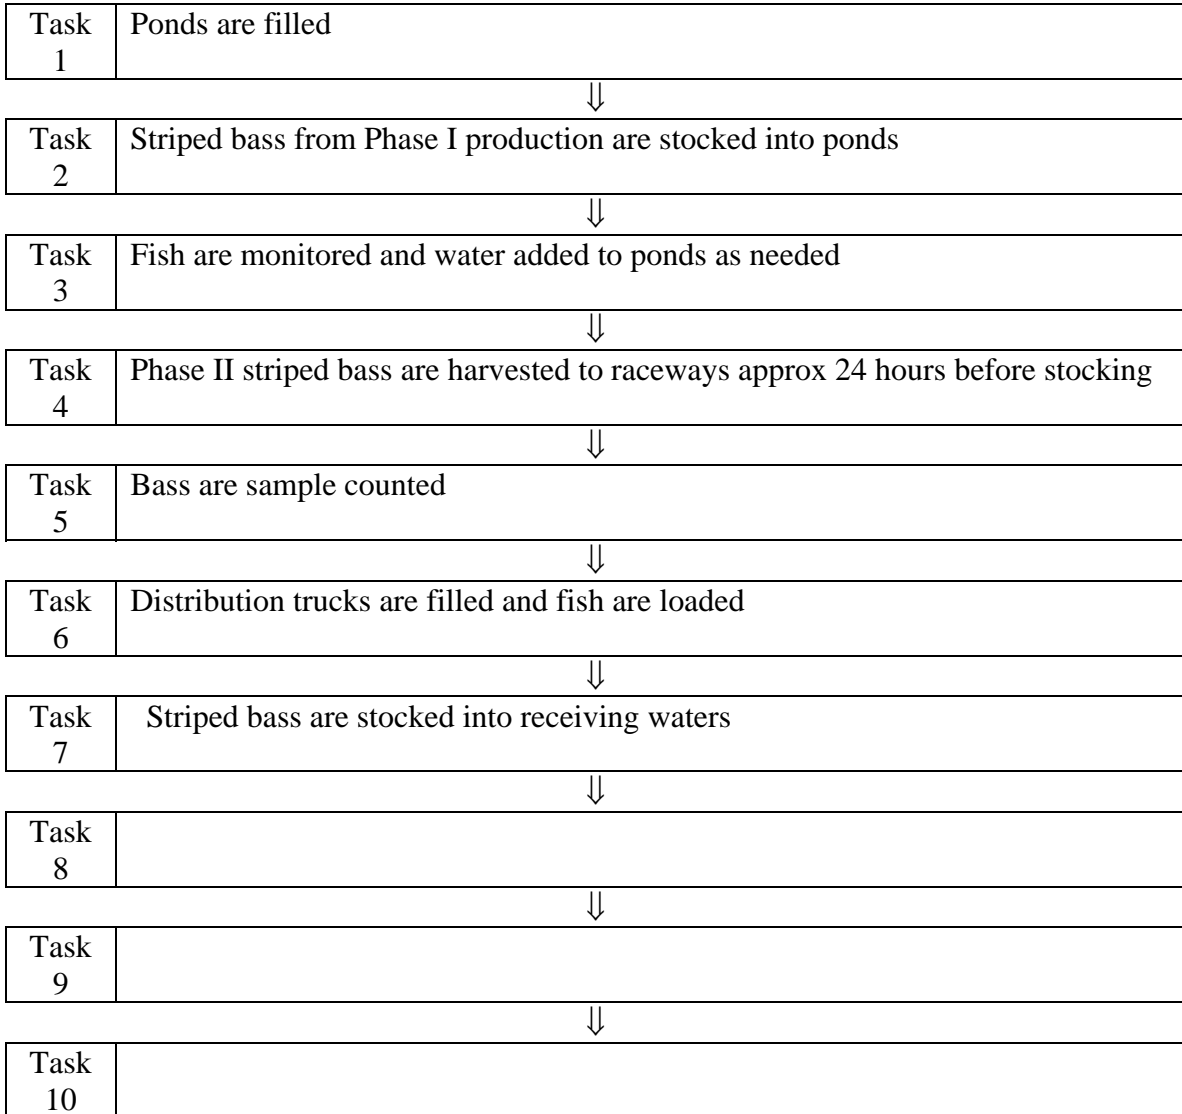 Task Ponds are filled
1
⇓
Task Striped bass from Phase I production are stocked into ponds
2
⇓
Task Fish are monitored and water added to ponds as needed
3
⇓
Task Phase II striped bass are harvested to raceways approx 24 hours before stocking
4
⇓
Task Bass are sample counted
5
⇓
Task Distribution trucks are filled and fish are loaded
6
⇓
Task Striped bass are stocked into receiving waters
7
⇓
Task
8
⇓
Task
9
⇓
Task
10